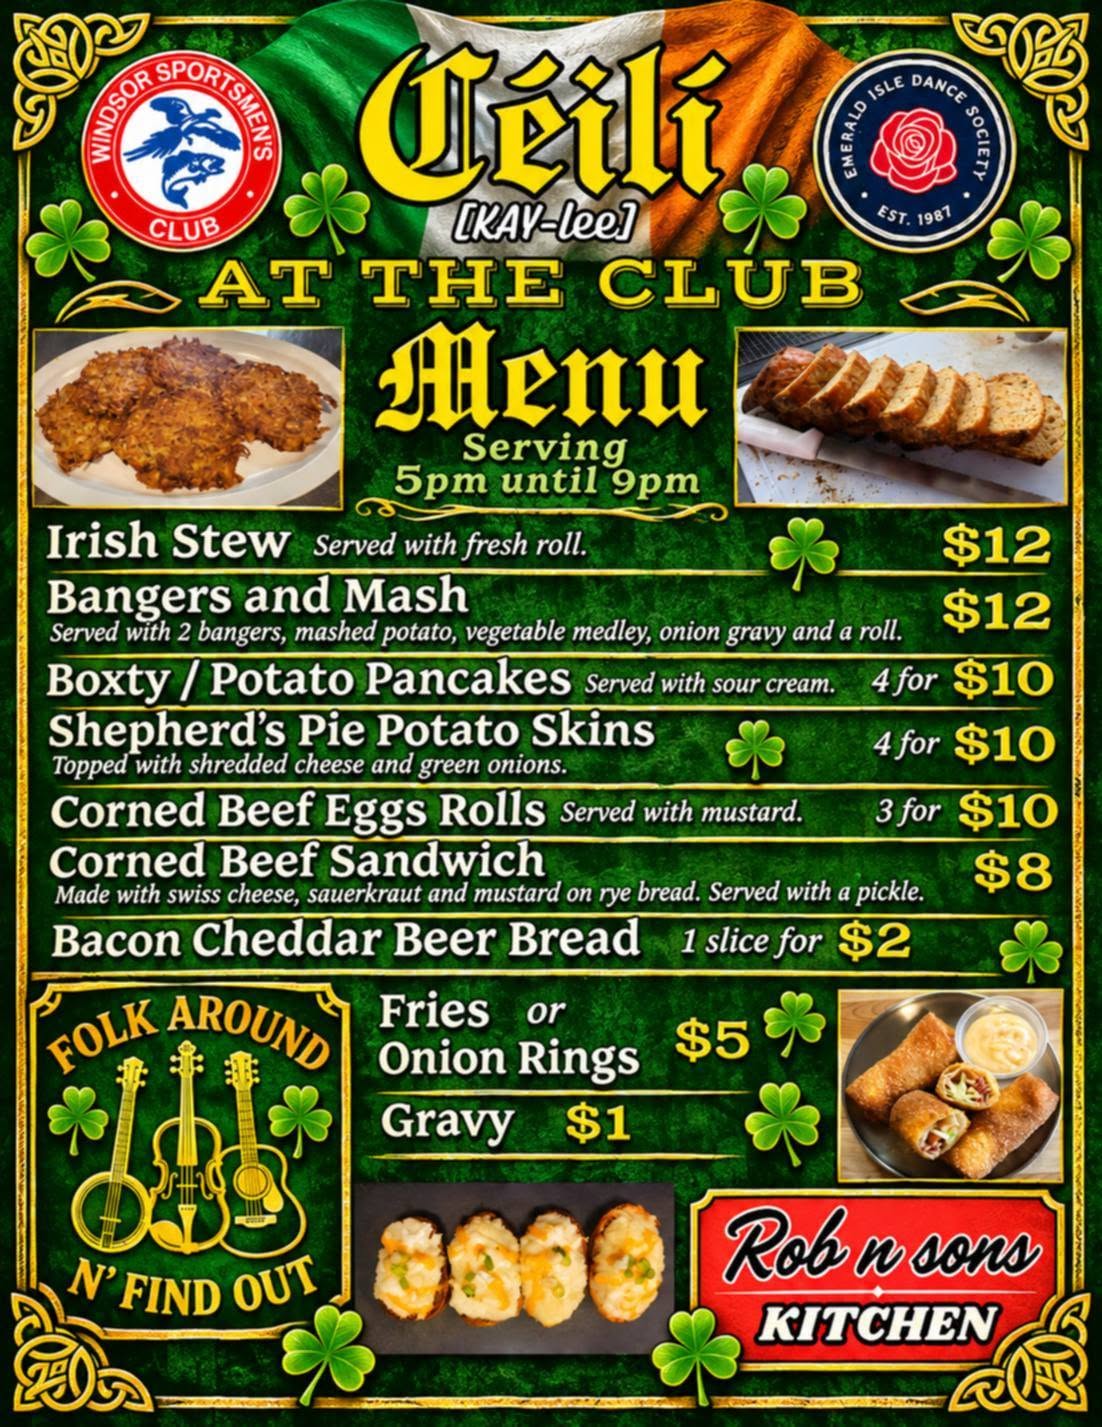 WINDSOR SPORTSMEN'S
CLUB
Céilí
[KAY-lee]
EMERALD ISLE DANCE SOCIETY
EST. 1987
AT THE CLUB
Menu
Serving
5pm until 9pm
Irish Stew Served with fresh roll. $12
Bangers and Mash $12
Served with 2 bangers, mashed potato, vegetable medley, onion gravy and a roll.
Boxty / Potato Pancakes Served with sour cream. 4 for $10
Shepherd's Pie Potato Skins 4 for $10
Topped with shredded cheese and green onions.
Corned Beef Eggs Rolls Served with mustard. 3 for $10
Corned Beef Sandwich $8
Made with swiss cheese, sauerkraut and mustard on rye bread. Served with a pickle.
Bacon Cheddar Beer Bread 1 slice for $2
FOLK AROUND
N' FIND OUT
Fries or
Onion Rings $5
Gravy $1
Rob n sons
KITCHEN